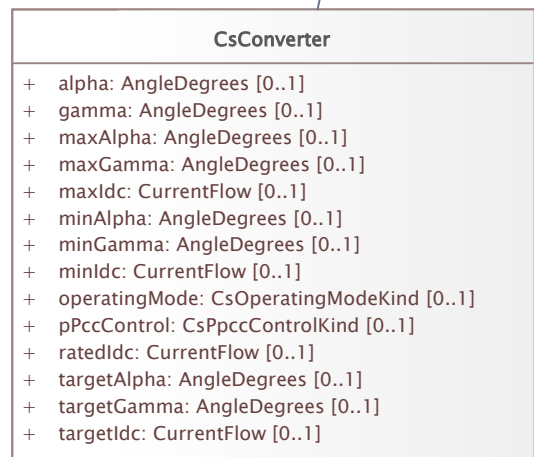 CsConverter
+ alpha: AngleDegrees [0..1]
+ gamma: AngleDegrees [0..1]
+ maxAlpha: AngleDegrees [0..1]
+ maxGamma: AngleDegrees [0..1]
+ maxIdc: CurrentFlow [0..1]
+ minAlpha: AngleDegrees [0..1]
+ minGamma: AngleDegrees [0..1]
+ minIdc: CurrentFlow [0..1]
+ operatingMode: CsOperatingModeKind [0..1]
+ pPccControl: CsPpccControlKind [0..1]
+ ratedIdc: CurrentFlow [0..1]
+ targetAlpha: AngleDegrees [0..1]
+ targetGamma: AngleDegrees [0..1]
+ targetIdc: CurrentFlow [0..1]